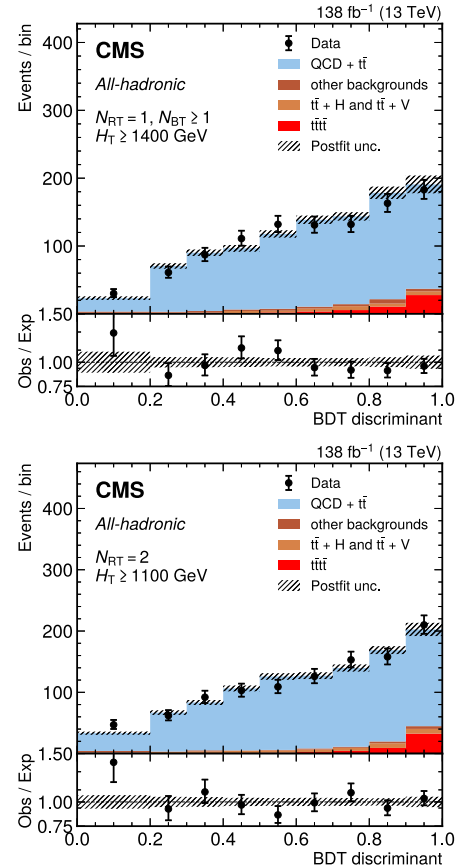 138 fb⁻¹ (13 TeV)
Events / bin
CMS
All-hadronic
N_RT = 1, N_BT ≥ 1
H_T ≥ 1400 GeV
Data
QCD + tt̄
other backgrounds
tt̄ + H and tt̄ + V
tt̄tt̄
Postfit unc.
400
300
200
100
1.50
Obs / Exp
1.00
0.75
0.0 0.2 0.4 0.6 0.8 1.0
BDT discriminant
138 fb⁻¹ (13 TeV)
Events / bin
CMS
All-hadronic
N_RT = 2
H_T ≥ 1100 GeV
Data
QCD + tt̄
other backgrounds
tt̄ + H and tt̄ + V
tt̄tt̄
Postfit unc.
400
300
200
100
1.50
Obs / Exp
1.00
0.75
0.0 0.2 0.4 0.6 0.8 1.0
BDT discriminant